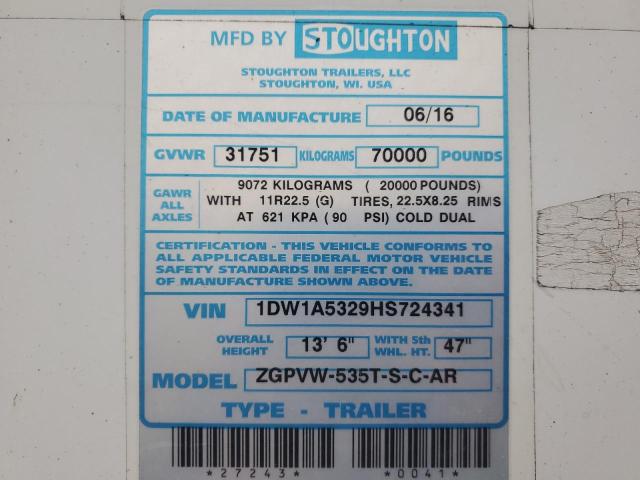 MFD BY STOUGHTON
STOUGHTON TRAILERS, LLC
STOUGHTON, WI. USA
DATE OF MANUFACTURE 06/16
GVWR 31751 KILOGRAMS 70000 POUNDS
GAWR ALL AXLES
9072 KILOGRAMS ( 20000 POUNDS)
WITH 11R22.5 (G) TIRES, 22.5X8.25 RIMS
AT 621 KPA ( 90 PSI) COLD DUAL
CERTIFICATION - THIS VEHICLE CONFORMS TO
ALL APPLICABLE FEDERAL MOTOR VEHICLE
SAFETY STANDARDS IN EFFECT ON THE DATE
OF MANUFACTURE SHOWN ABOVE.
VIN 1DW1A5329HS724341
OVERALL HEIGHT 13' 6" WITH 5th WHL. HT. 47"
MODEL ZGPVW-535T-S-C-AR
TYPE - TRAILER
*27243* *0041*